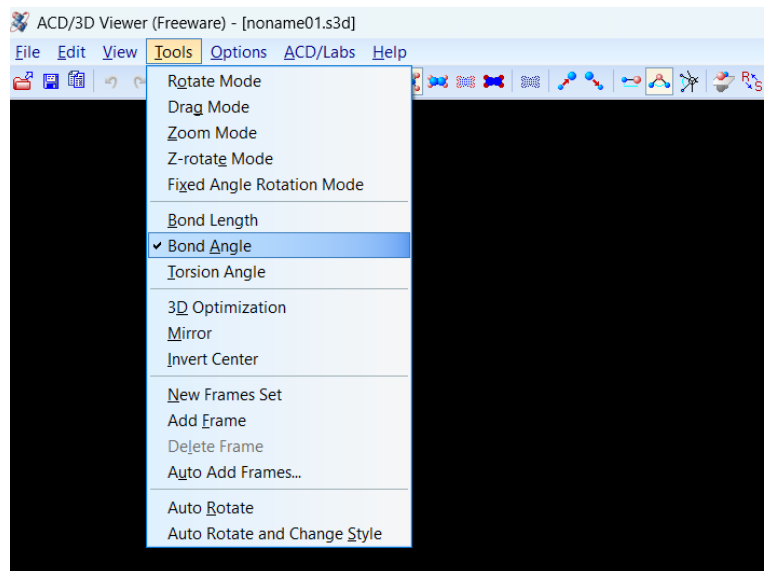 ACD/3D Viewer (Freeware) - [noname01.s3d]
File Edit View Tools Options ACD/Labs Help
Rotate Mode
Drag Mode
Zoom Mode
Z-rotate Mode
Fixed Angle Rotation Mode
Bond Length
Bond Angle
Torsion Angle
3D Optimization
Mirror
Invert Center
New Frames Set
Add Frame
Delete Frame
Auto Add Frames...
Auto Rotate
Auto Rotate and Change Style